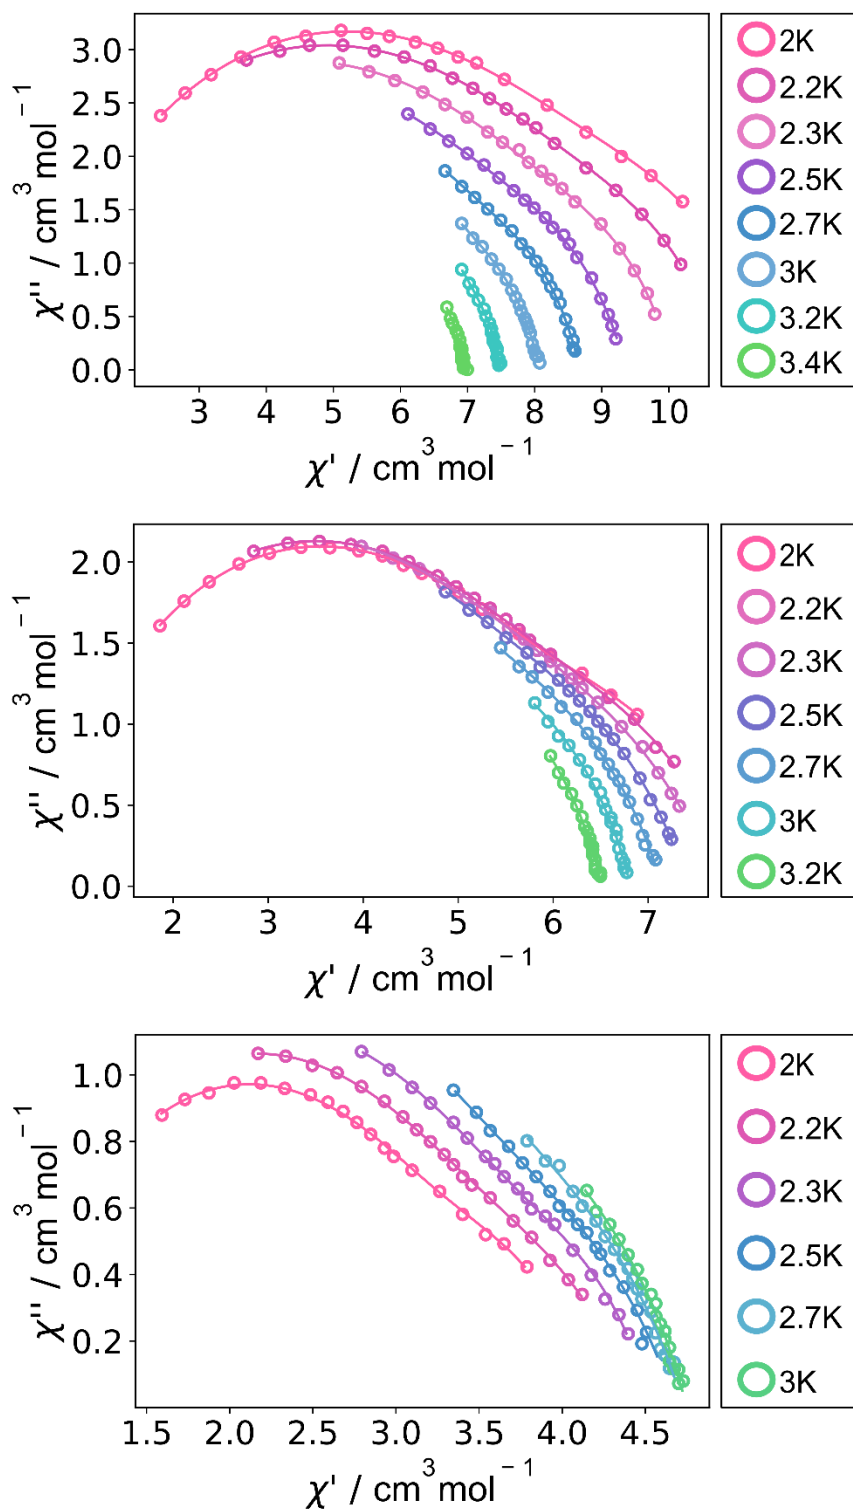 χ'' / cm³mol⁻¹
3.0
2.5
2.0
1.5
1.0
0.5
0.0
3 4 5 6 7 8 9 10
χ' / cm³mol⁻¹
2K
2.2K
2.3K
2.5K
2.7K
3K
3.2K
3.4K
χ'' / cm³mol⁻¹
2.0
1.5
1.0
0.5
0.0
2 3 4 5 6 7
χ' / cm³mol⁻¹
2K
2.2K
2.3K
2.5K
2.7K
3K
3.2K
χ'' / cm³mol⁻¹
1.0
0.8
0.6
0.4
0.2
1.5 2.0 2.5 3.0 3.5 4.0 4.5
χ' / cm³mol⁻¹
2K
2.2K
2.3K
2.5K
2.7K
3K